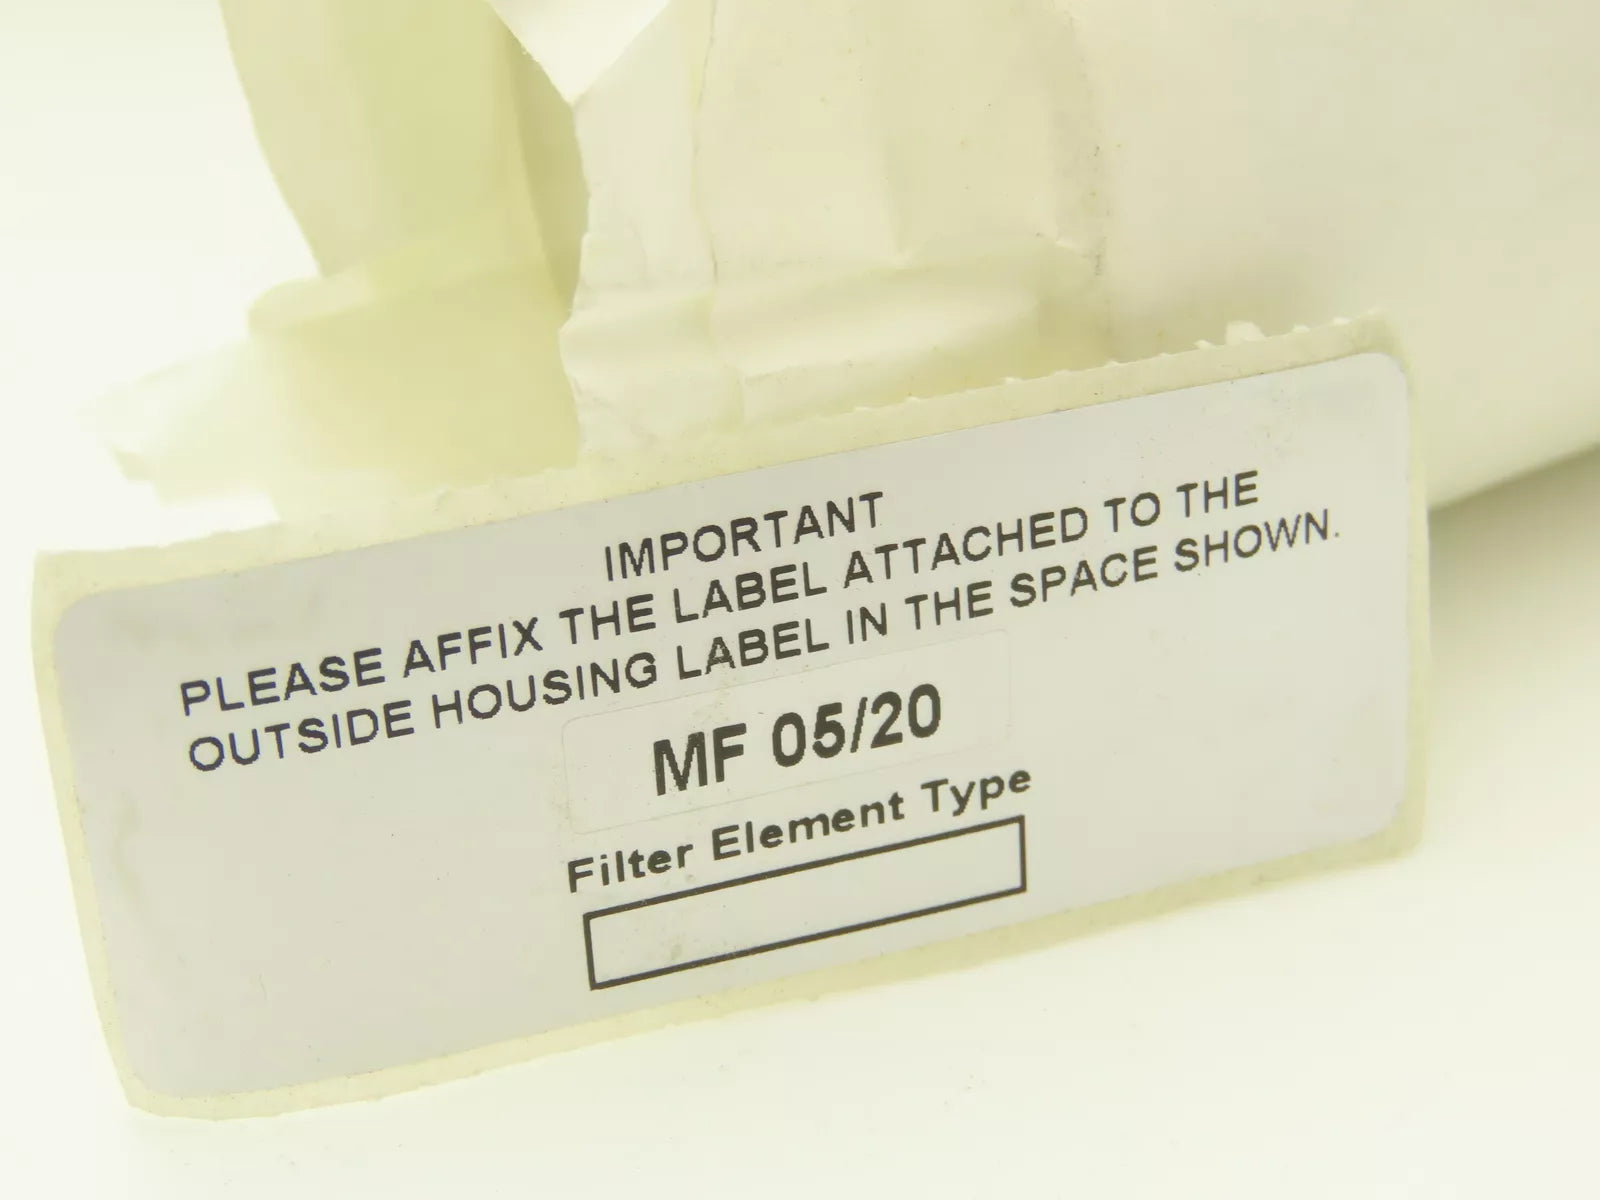 IMPORTANT
PLEASE AFFIX THE LABEL ATTACHED TO THE
OUTSIDE HOUSING LABEL IN THE SPACE SHOWN.
MF 05/20
Filter Element Type